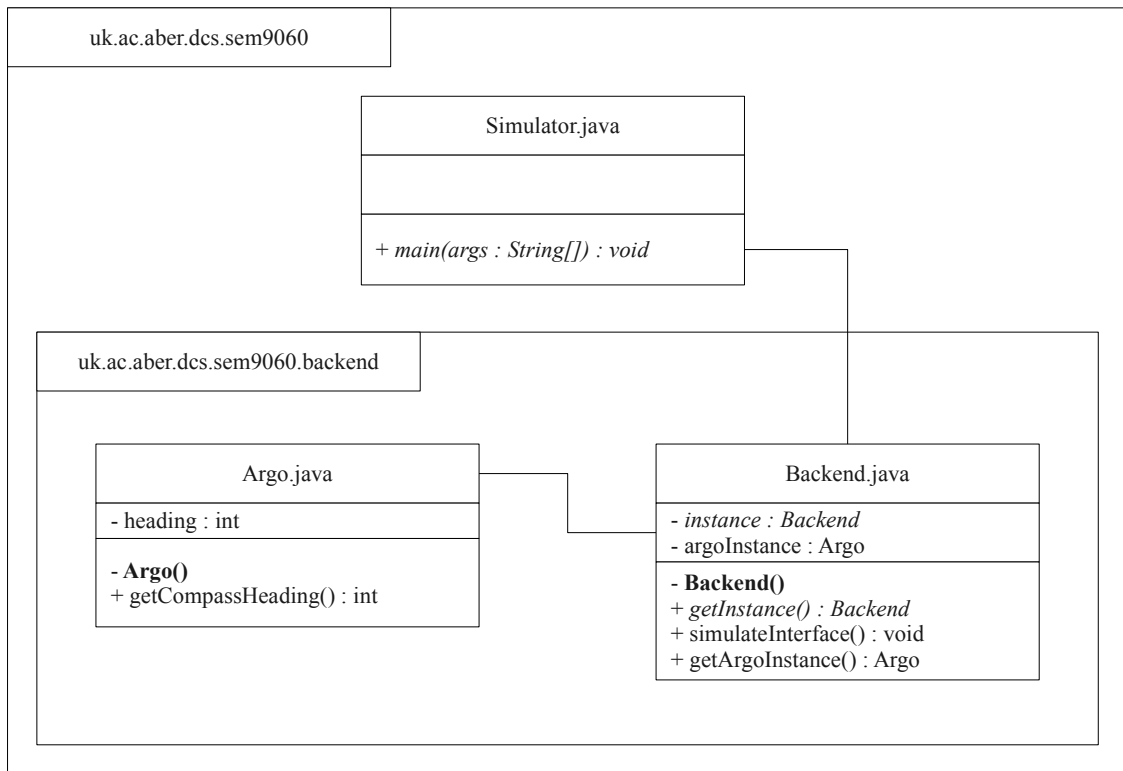 uk.ac.aber.dcs.sem9060
Simulator.java
+ main(args : String[]) : void
uk.ac.aber.dcs.sem9060.backend
Argo.java
- heading : int
- Argo()
+ getCompassHeading() : int
Backend.java
- instance : Backend
- argoInstance : Argo
- Backend()
+ getInstance() : Backend
+ simulateInterface() : void
+ getArgoInstance() : Argo